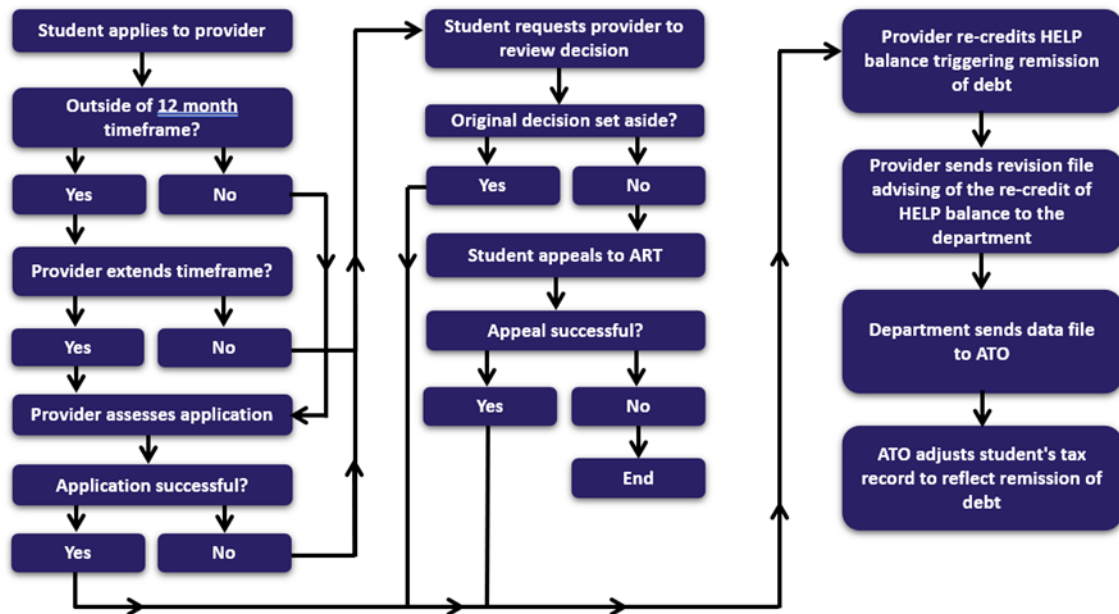 Student applies to provider
Outside of 12 month
timeframe?
Yes
No
Provider extends timeframe?
Yes
No
Provider assesses application
Application successful?
Yes
No
Student requests provider to
review decision
Original decision set aside?
Yes
No
Student appeals to ART
Appeal successful?
Yes
No
End
Provider re-credits HELP
balance triggering remission
of debt
Provider sends revision file
advising of the re-credit of
HELP balance to the
department
Department sends data file
to ATO
ATO adjusts student's tax
record to reflect remission of
debt